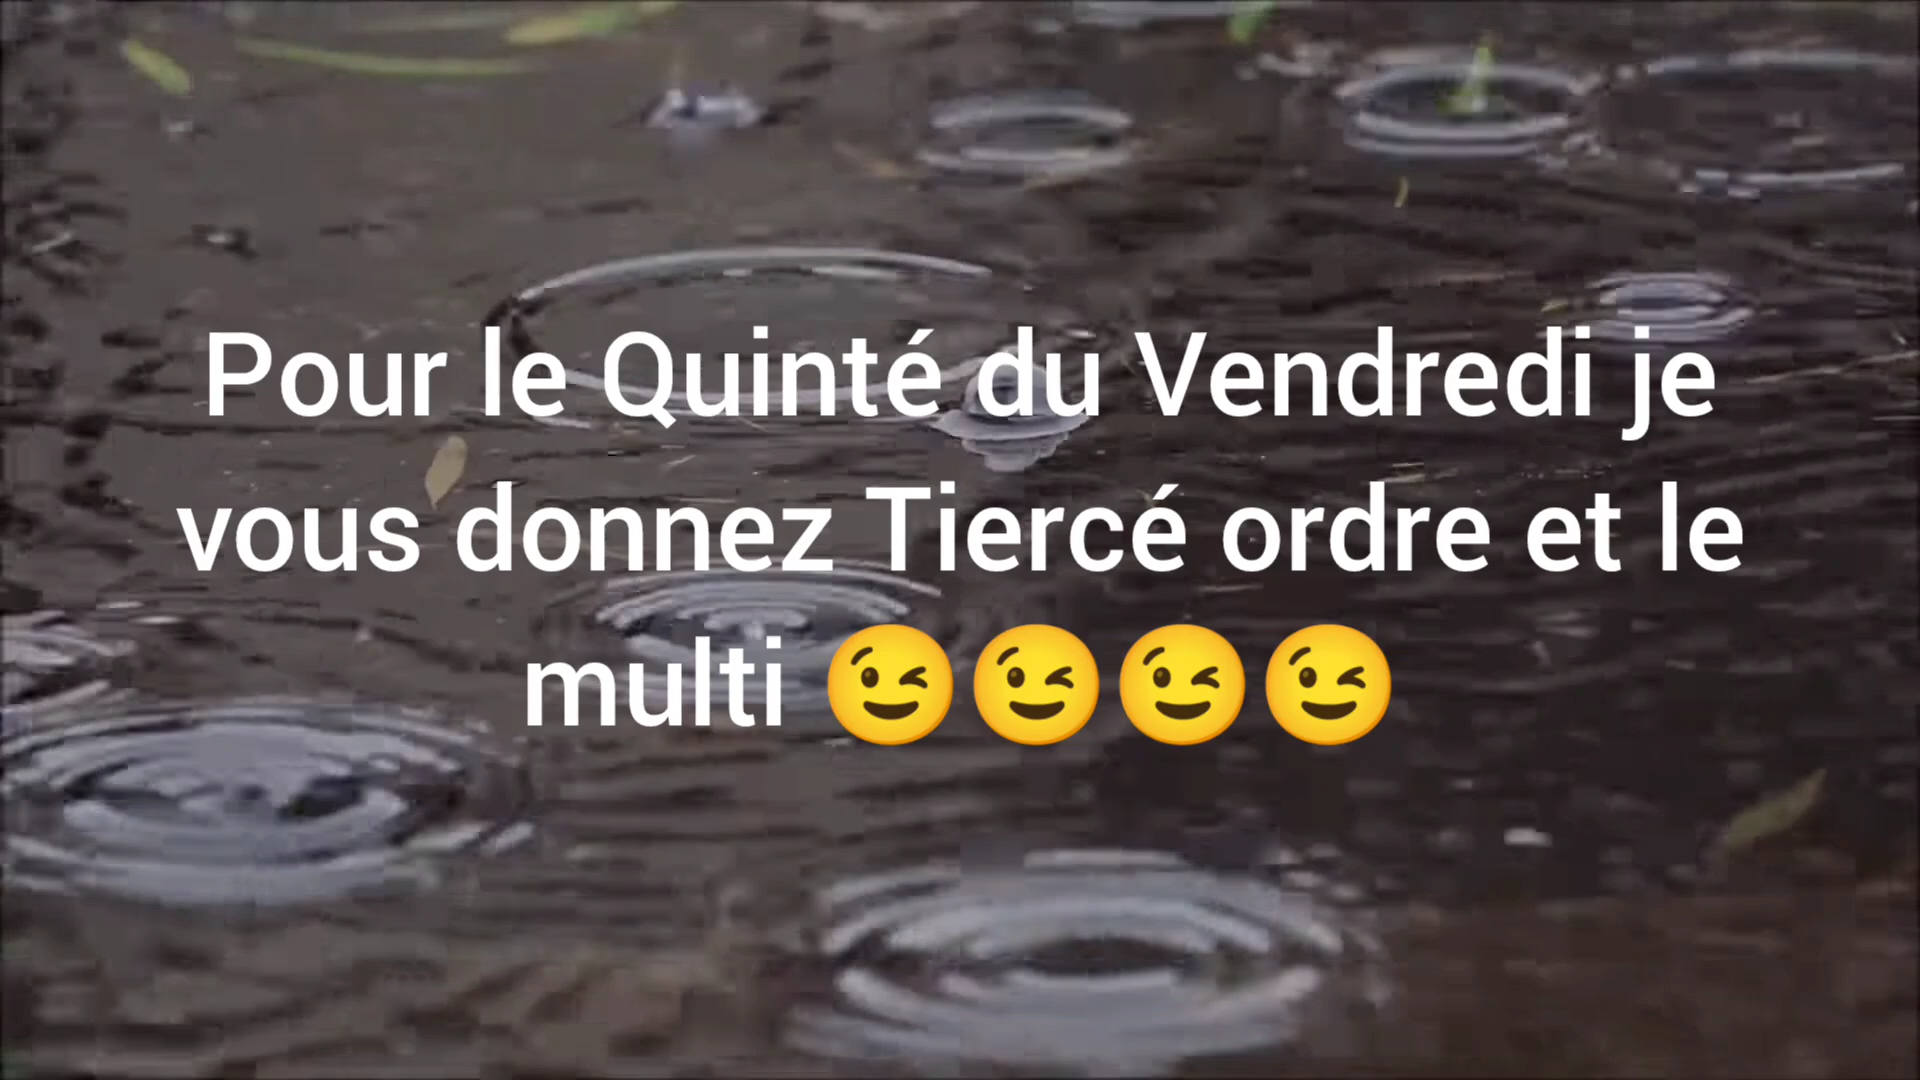 Pour le Quinté du Vendredi je
vous donnez Tiercé ordre et le
multi 😉😉😉😉